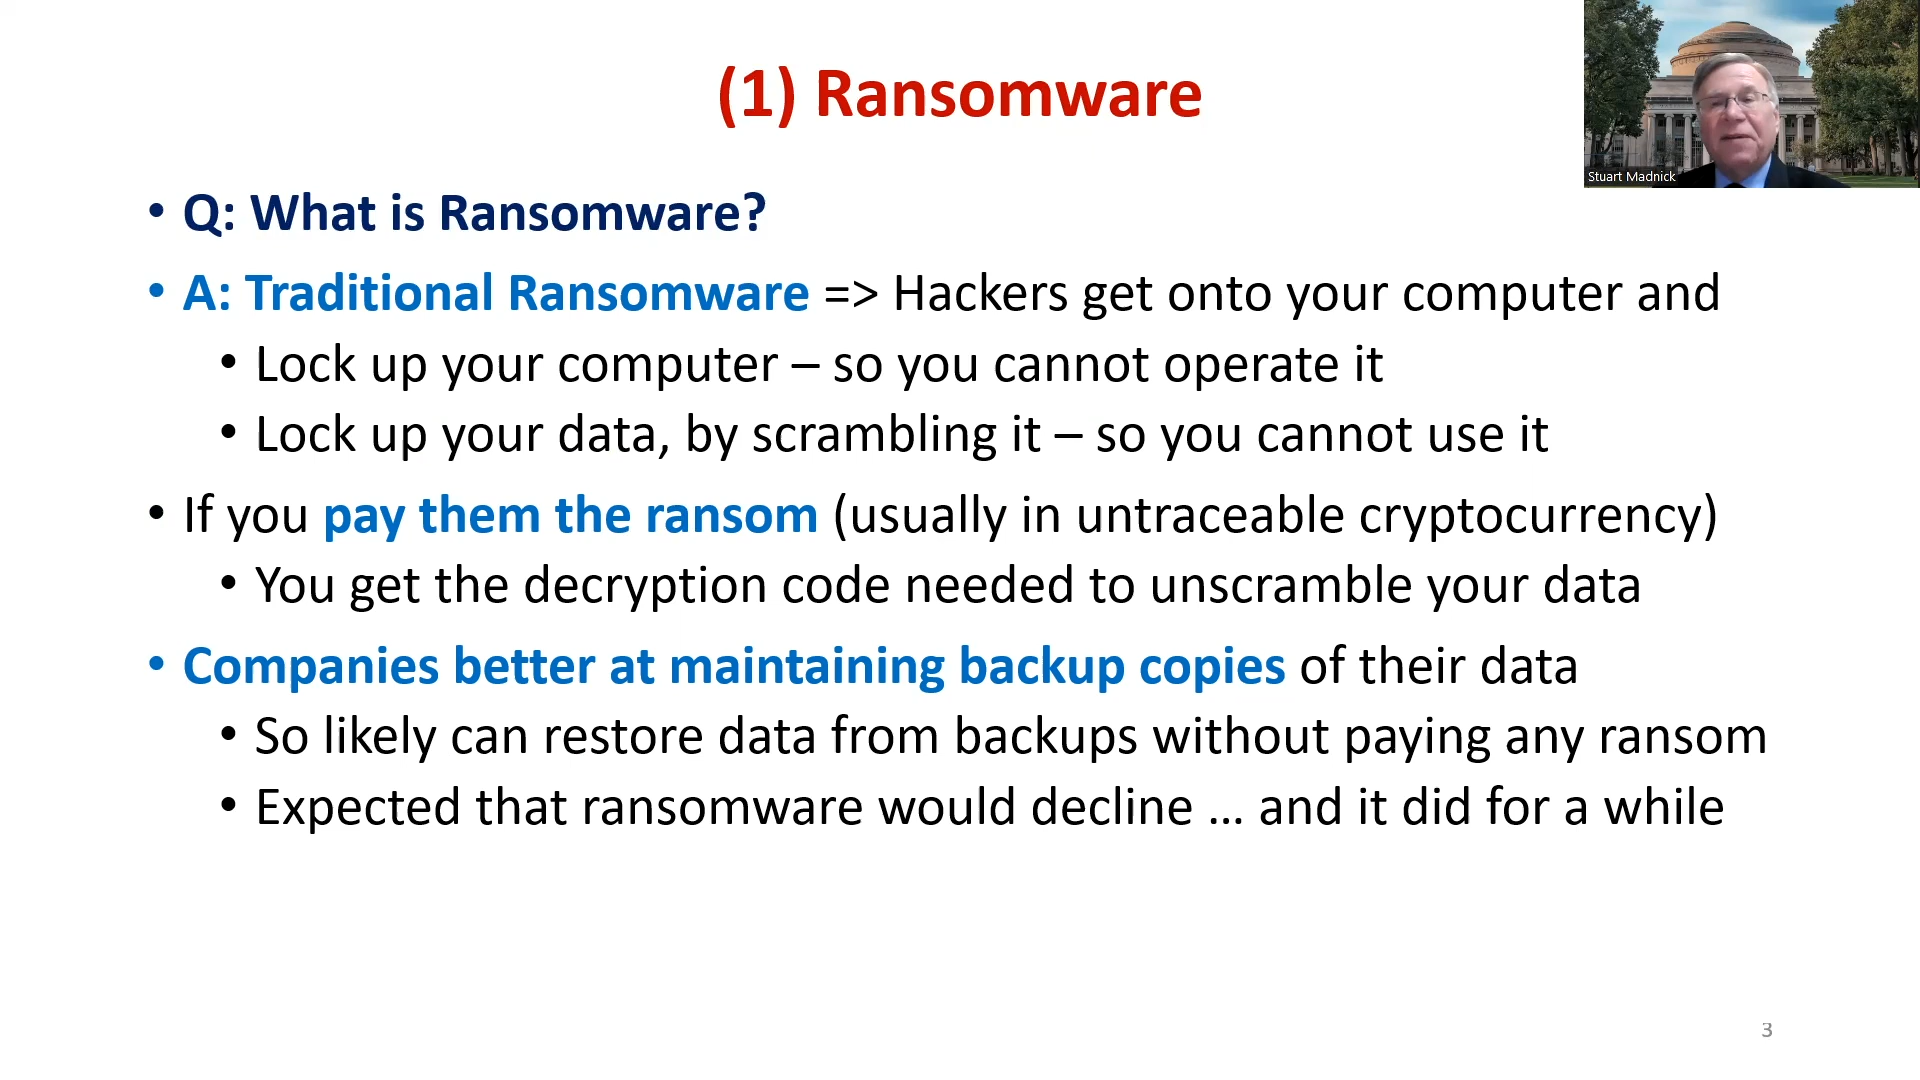 (1) Ransomware
Stuart Madnick
• Q: What is Ransomware?
• A: Traditional Ransomware => Hackers get onto your computer and
• Lock up your computer – so you cannot operate it
• Lock up your data, by scrambling it – so you cannot use it
• If you pay them the ransom (usually in untraceable cryptocurrency)
• You get the decryption code needed to unscramble your data
• Companies better at maintaining backup copies of their data
• So likely can restore data from backups without paying any ransom
• Expected that ransomware would decline … and it did for a while
3